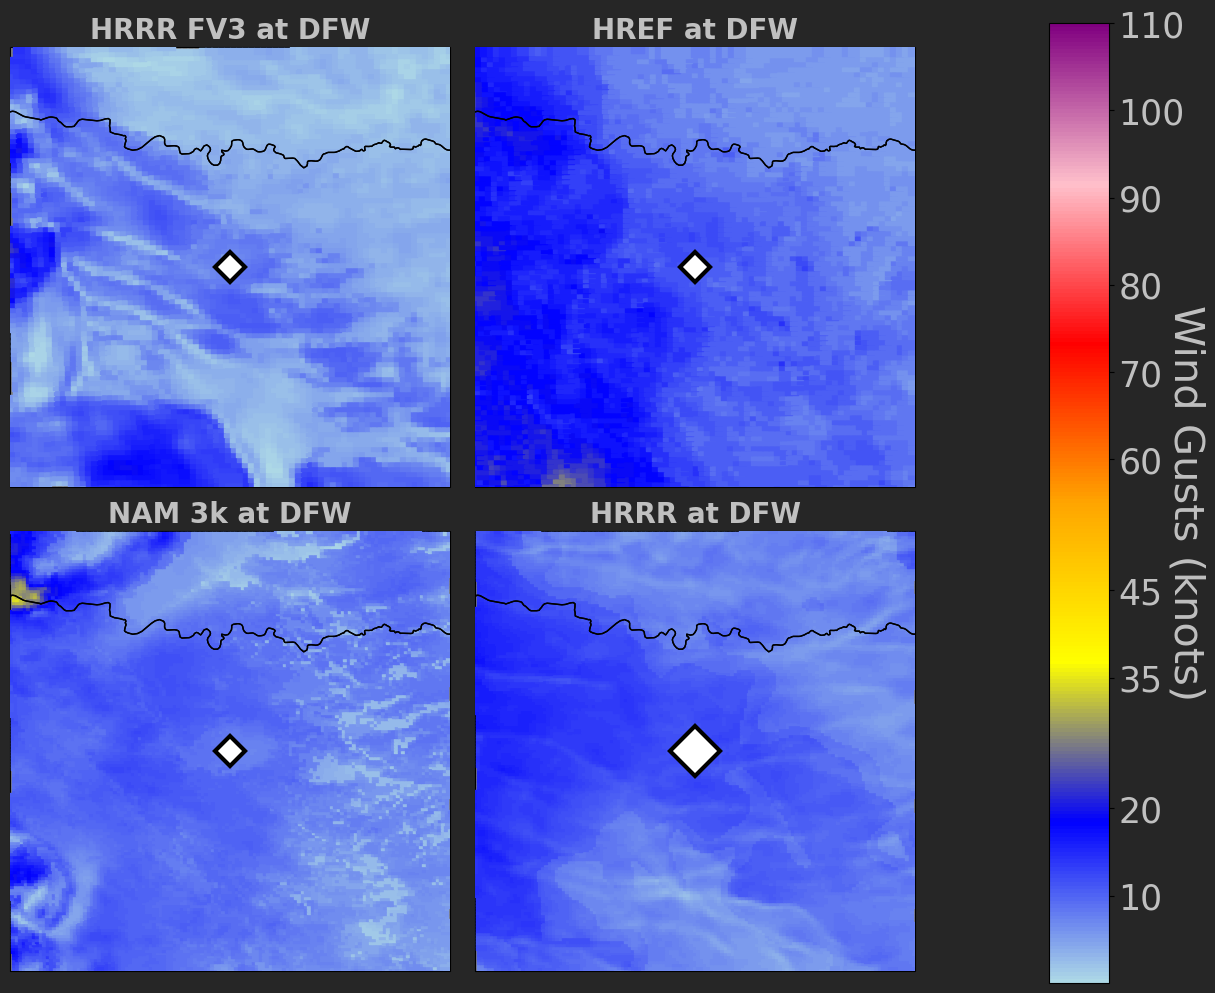 HRRR FV3 at DFW
HREF at DFW
NAM 3k at DFW
HRRR at DFW
110
100
90
80
70
60
45
35
20
10
Wind Gusts (knots)